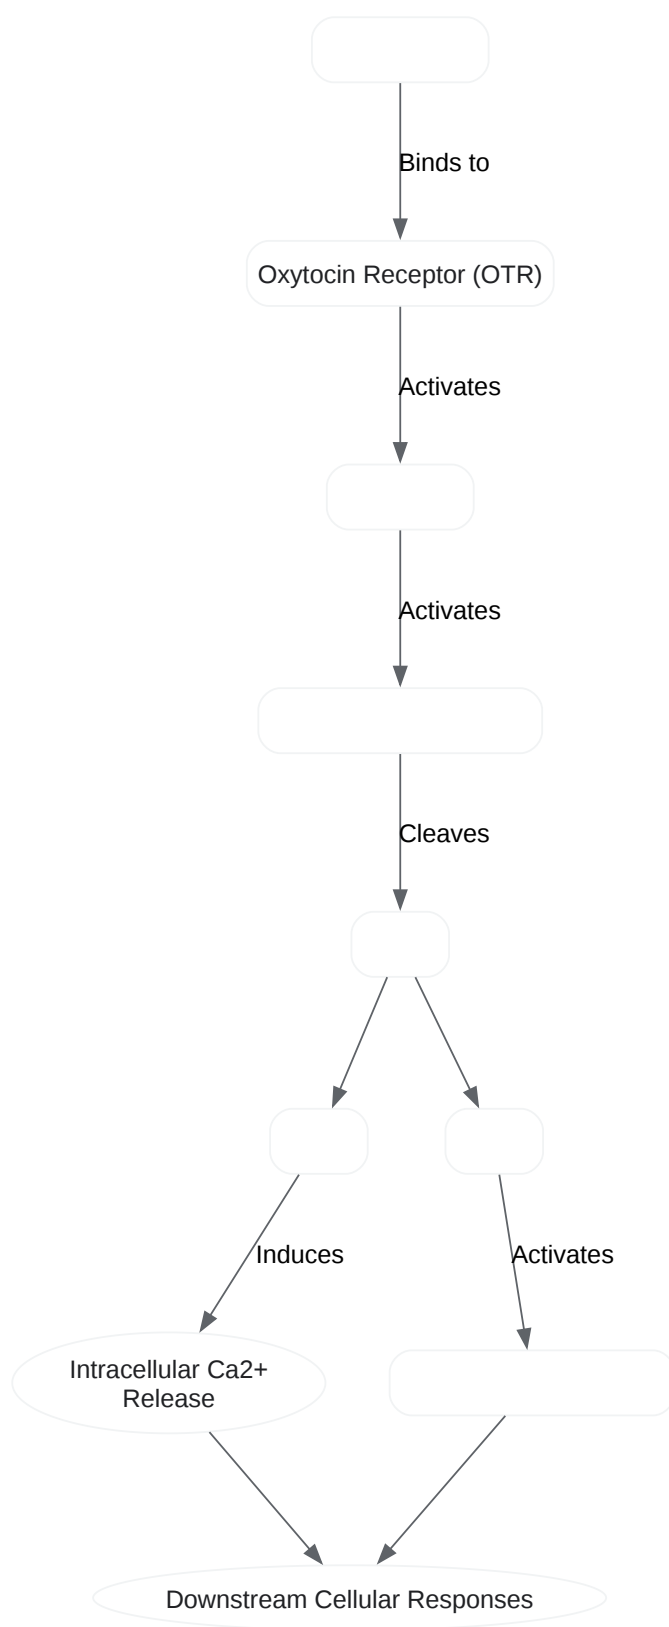 Binds to
Oxytocin Receptor (OTR)
Activates
Activates
Cleaves
Induces
Activates
Intracellular Ca2+
Release
Downstream Cellular Responses